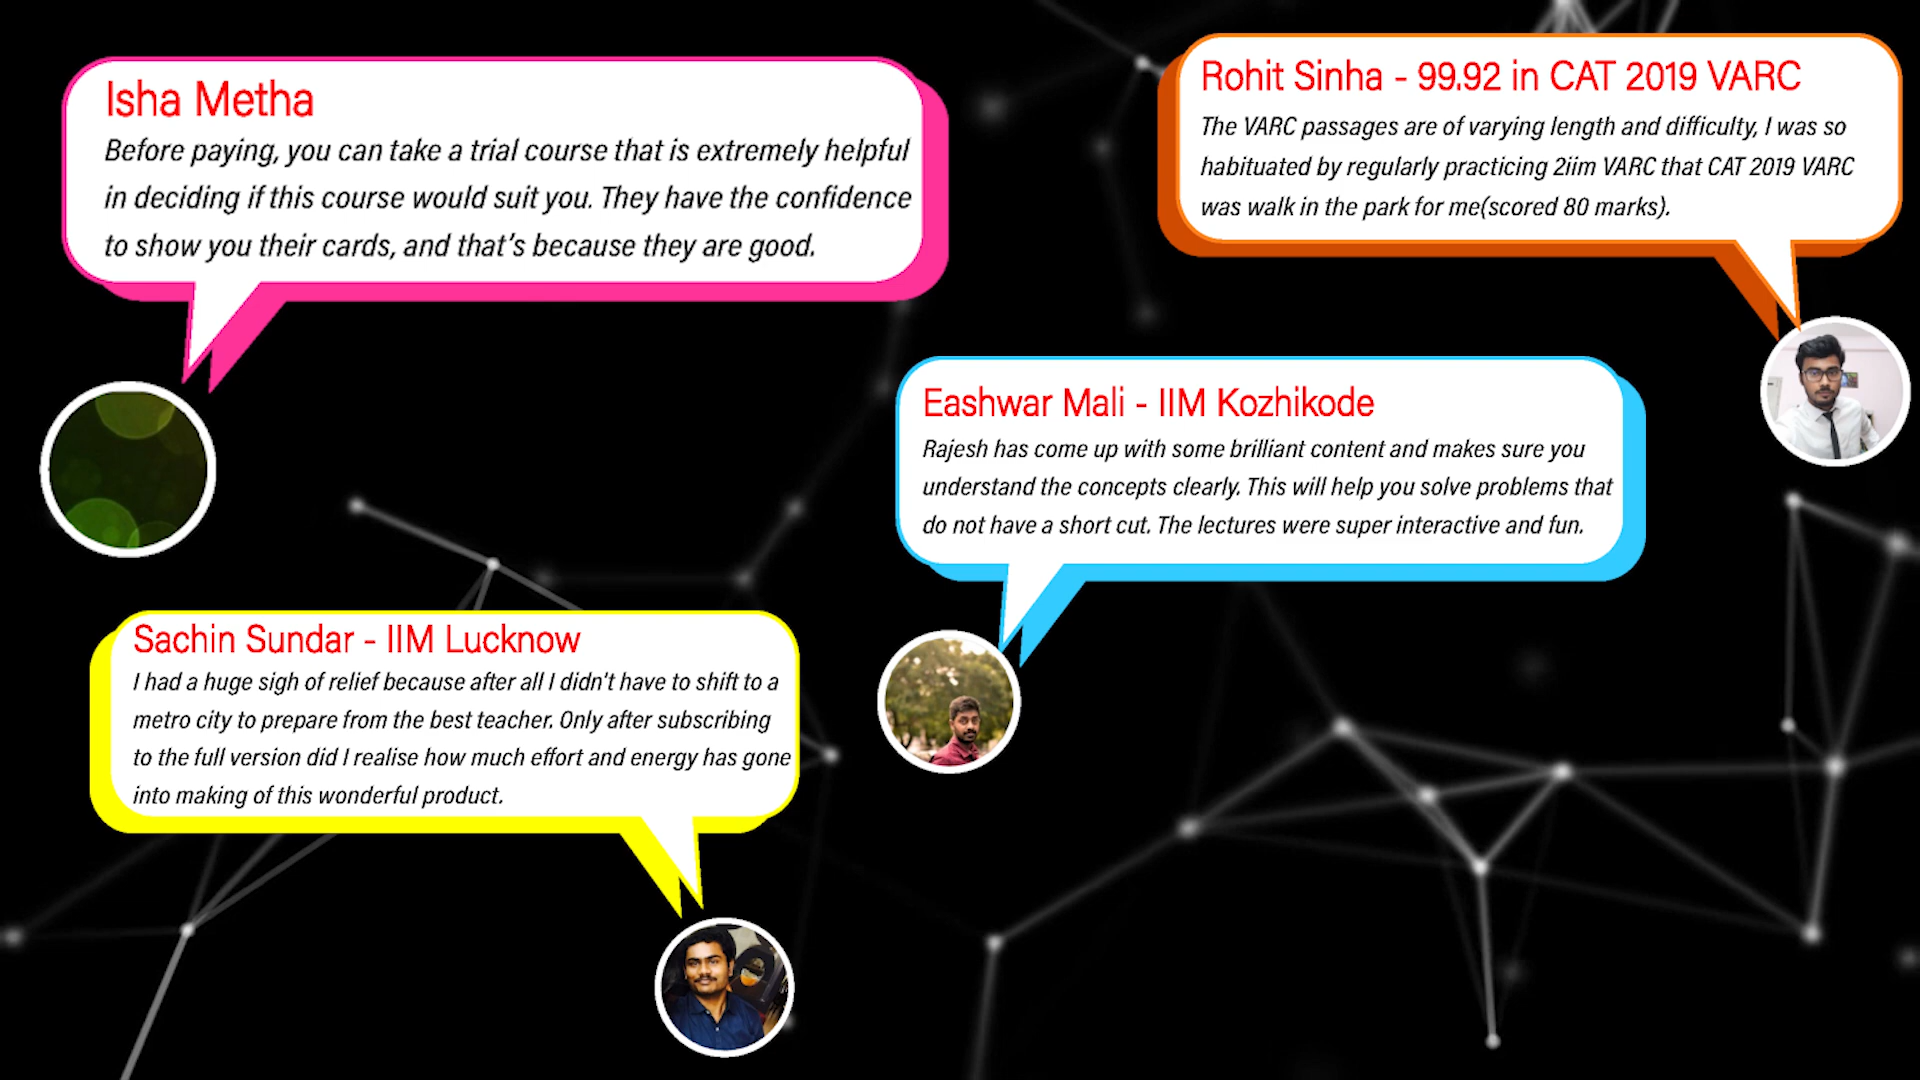 Isha Metha
Before paying, you can take a trial course that is extremely helpful
in deciding if this course would suit you. They have the confidence
to show you their cards, and that's because they are good.
Rohit Sinha - 99.92 in CAT 2019 VARC
The VARC passages are of varying length and difficulty, I was so
habituated by regularly practicing 2iim VARC that CAT 2019 VARC
was walk in the park for me(scored 80 marks).
Eashwar Mali - IIM Kozhikode
Rajesh has come up with some brilliant content and makes sure you
understand the concepts clearly. This will help you solve problems that
do not have a short cut. The lectures were super interactive and fun.
Sachin Sundar - IIM Lucknow
I had a huge sigh of relief because after all I didn't have to shift to a
metro city to prepare from the best teacher. Only after subscribing
to the full version did I realise how much effort and energy has gone
into making of this wonderful product.